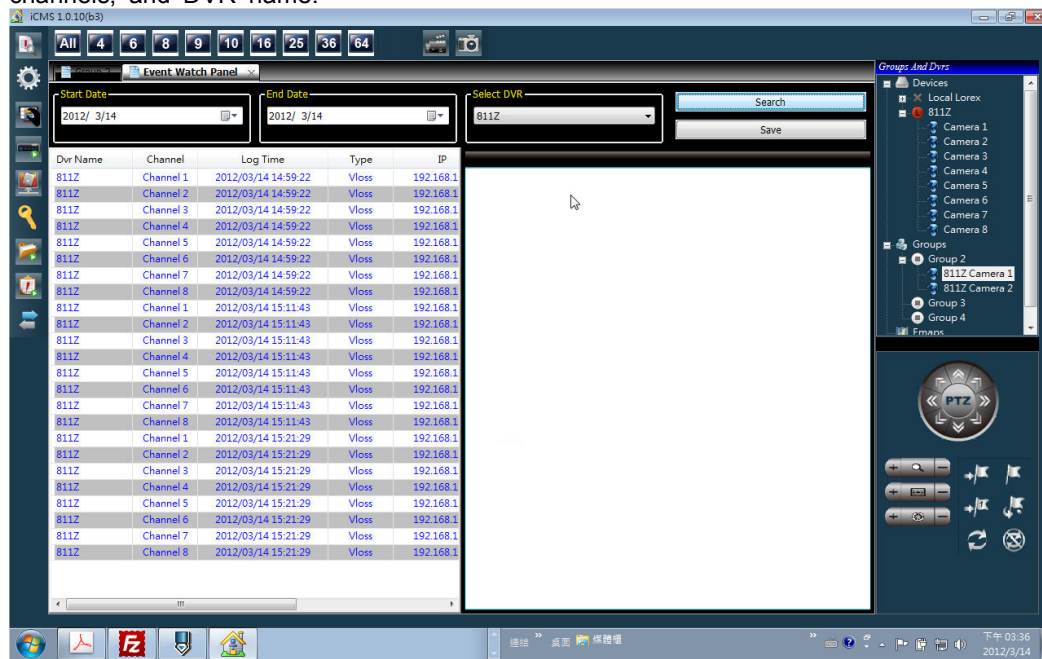 channels, and DVR name.
iCMS 1.0.10(b3)
All 4 6 8 9 10 16 25 36 64
Event Watch Panel
Groups And Dvrs
Start Date
End Date
Select DVR
2012/ 3/14
2012/ 3/14
811Z
Search
Save
Dvr Name Channel Log Time Type IP
811Z Channel 1 2012/03/14 14:59:22 Vloss 192.168.1
811Z Channel 2 2012/03/14 14:59:22 Vloss 192.168.1
811Z Channel 3 2012/03/14 14:59:22 Vloss 192.168.1
811Z Channel 4 2012/03/14 14:59:22 Vloss 192.168.1
811Z Channel 5 2012/03/14 14:59:22 Vloss 192.168.1
811Z Channel 6 2012/03/14 14:59:22 Vloss 192.168.1
811Z Channel 7 2012/03/14 14:59:22 Vloss 192.168.1
811Z Channel 8 2012/03/14 14:59:22 Vloss 192.168.1
811Z Channel 1 2012/03/14 15:11:43 Vloss 192.168.1
811Z Channel 2 2012/03/14 15:11:43 Vloss 192.168.1
811Z Channel 3 2012/03/14 15:11:43 Vloss 192.168.1
811Z Channel 4 2012/03/14 15:11:43 Vloss 192.168.1
811Z Channel 5 2012/03/14 15:11:43 Vloss 192.168.1
811Z Channel 6 2012/03/14 15:11:43 Vloss 192.168.1
811Z Channel 7 2012/03/14 15:11:43 Vloss 192.168.1
811Z Channel 8 2012/03/14 15:11:43 Vloss 192.168.1
811Z Channel 1 2012/03/14 15:21:29 Vloss 192.168.1
811Z Channel 2 2012/03/14 15:21:29 Vloss 192.168.1
811Z Channel 3 2012/03/14 15:21:29 Vloss 192.168.1
811Z Channel 4 2012/03/14 15:21:29 Vloss 192.168.1
811Z Channel 5 2012/03/14 15:21:29 Vloss 192.168.1
811Z Channel 6 2012/03/14 15:21:29 Vloss 192.168.1
811Z Channel 7 2012/03/14 15:21:29 Vloss 192.168.1
811Z Channel 8 2012/03/14 15:21:29 Vloss 192.168.1
Devices
Local Lorex
811Z
Camera 1
Camera 2
Camera 3
Camera 4
Camera 5
Camera 6
Camera 7
Camera 8
Groups
Group 2
811Z Camera 1
811Z Camera 2
Group 3
Group 4
Emaps
PTZ
連結
桌面
媒體櫃
下午 03:36
2012/3/14